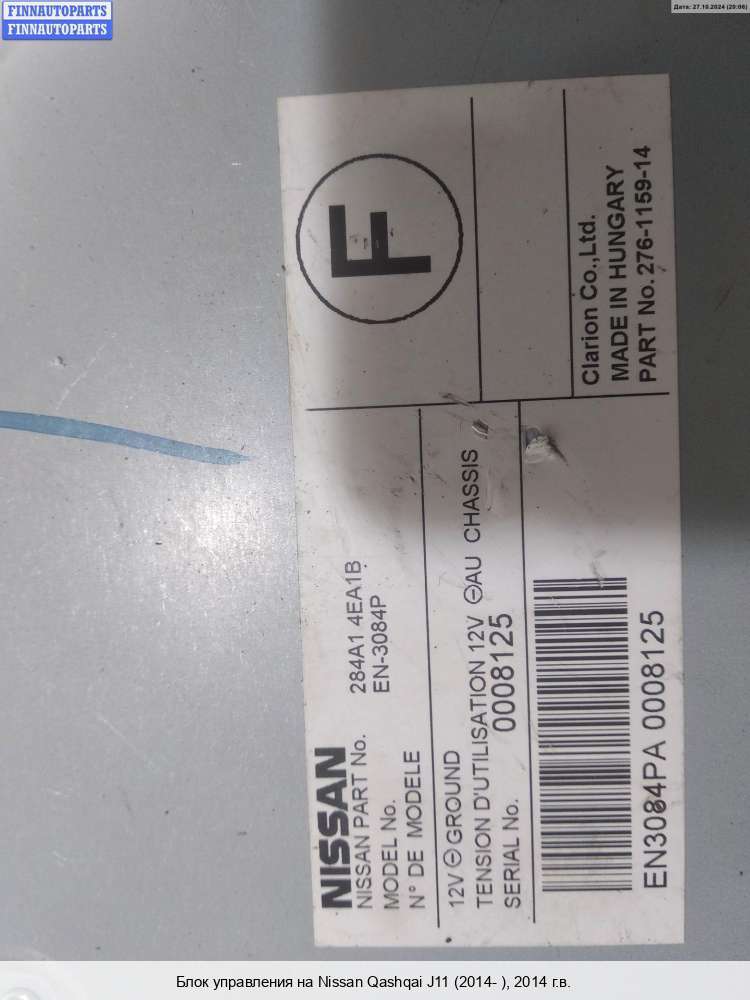 FINNAUTOPARTS
FINNAUTOPARTS
Дата: 27.10.2024 (20:06)
NISSAN
NISSAN PART No. 284A1 4EA1B
MODEL No. EN-3084P
N° DE MODELE
12V ⊖ GROUND
TENSION D'UTILISATION 12V ⊖AU CHASSIS
SERIAL No. 0008125
EN3084PA 0008125
F
Clarion Co.,Ltd.
MADE IN HUNGARY
PART No. 276-1159-14
Блок управления на Nissan Qashqai J11 (2014- ), 2014 г.в.